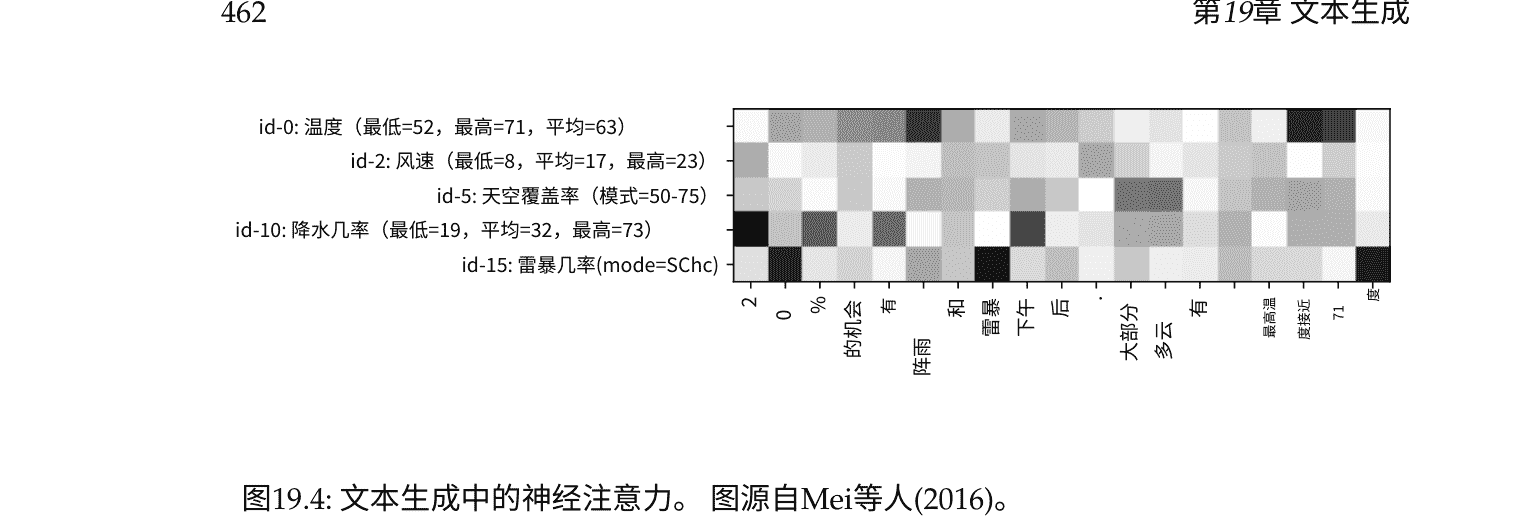 462 第19章 文本生成
id-0: 温度（最低=52，最高=71，平均=63）
id-2: 风速（最低=8，平均=17，最高=23）
id-5: 天空覆盖率（模式=50-75）
id-10: 降水几率（最低=19，平均=32，最高=73）
id-15: 雷暴几率(mode=SChc)
2
0
%
的机会
有
阵雨
和
雷暴
下午
后
.
大部分
多云
有
最高温
度接近
71
度
图19.4: 文本生成中的神经注意力。 图源自Mei等人(2016)。